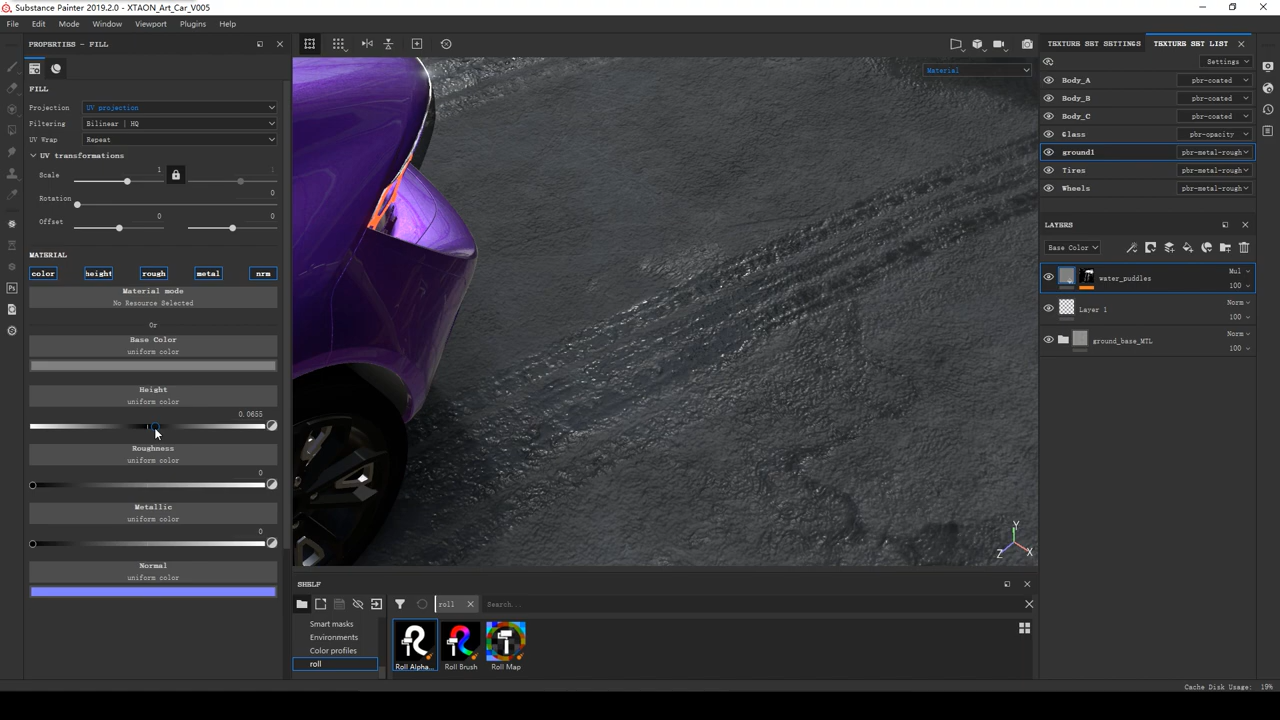 Substance Painter 2019.2.0 - XTAON_Art_Car_V005
File Edit Mode Window Viewport Plugins Help
PROPERTIES - FILL
FILL
Projection UV projection
Filtering Bilinear | HQ
UV Wrap Repeat
UV transformations
Scale 1 1
Rotation 0
Offset 0 0
MATERIAL
color height rough metal nrm
Material mode
No Resource Selected
Or
Base Color
uniform color
Height
uniform color
0.0655
Roughness
uniform color
0
Metallic
uniform color
0
Normal
uniform color
Material
Y
Z X
SHELF
roll Search...
Smart masks
Environments
Color profiles
roll
Roll Alpha... Roll Brush Roll Map
TEXTURE SET SETTINGS TEXTURE SET LIST
Settings
Body_A pbr-coated
Body_B pbr-coated
Body_C pbr-coated
Glass pbr-opacity
ground1 pbr-metal-rough
Tires pbr-metal-rough
Wheels pbr-metal-rough
LAYERS
Base Color
water_puddles Mul 100
Layer 1 Norm 100
ground_base_MTL Norm 100
Ps
Cache Disk Usage: 19%